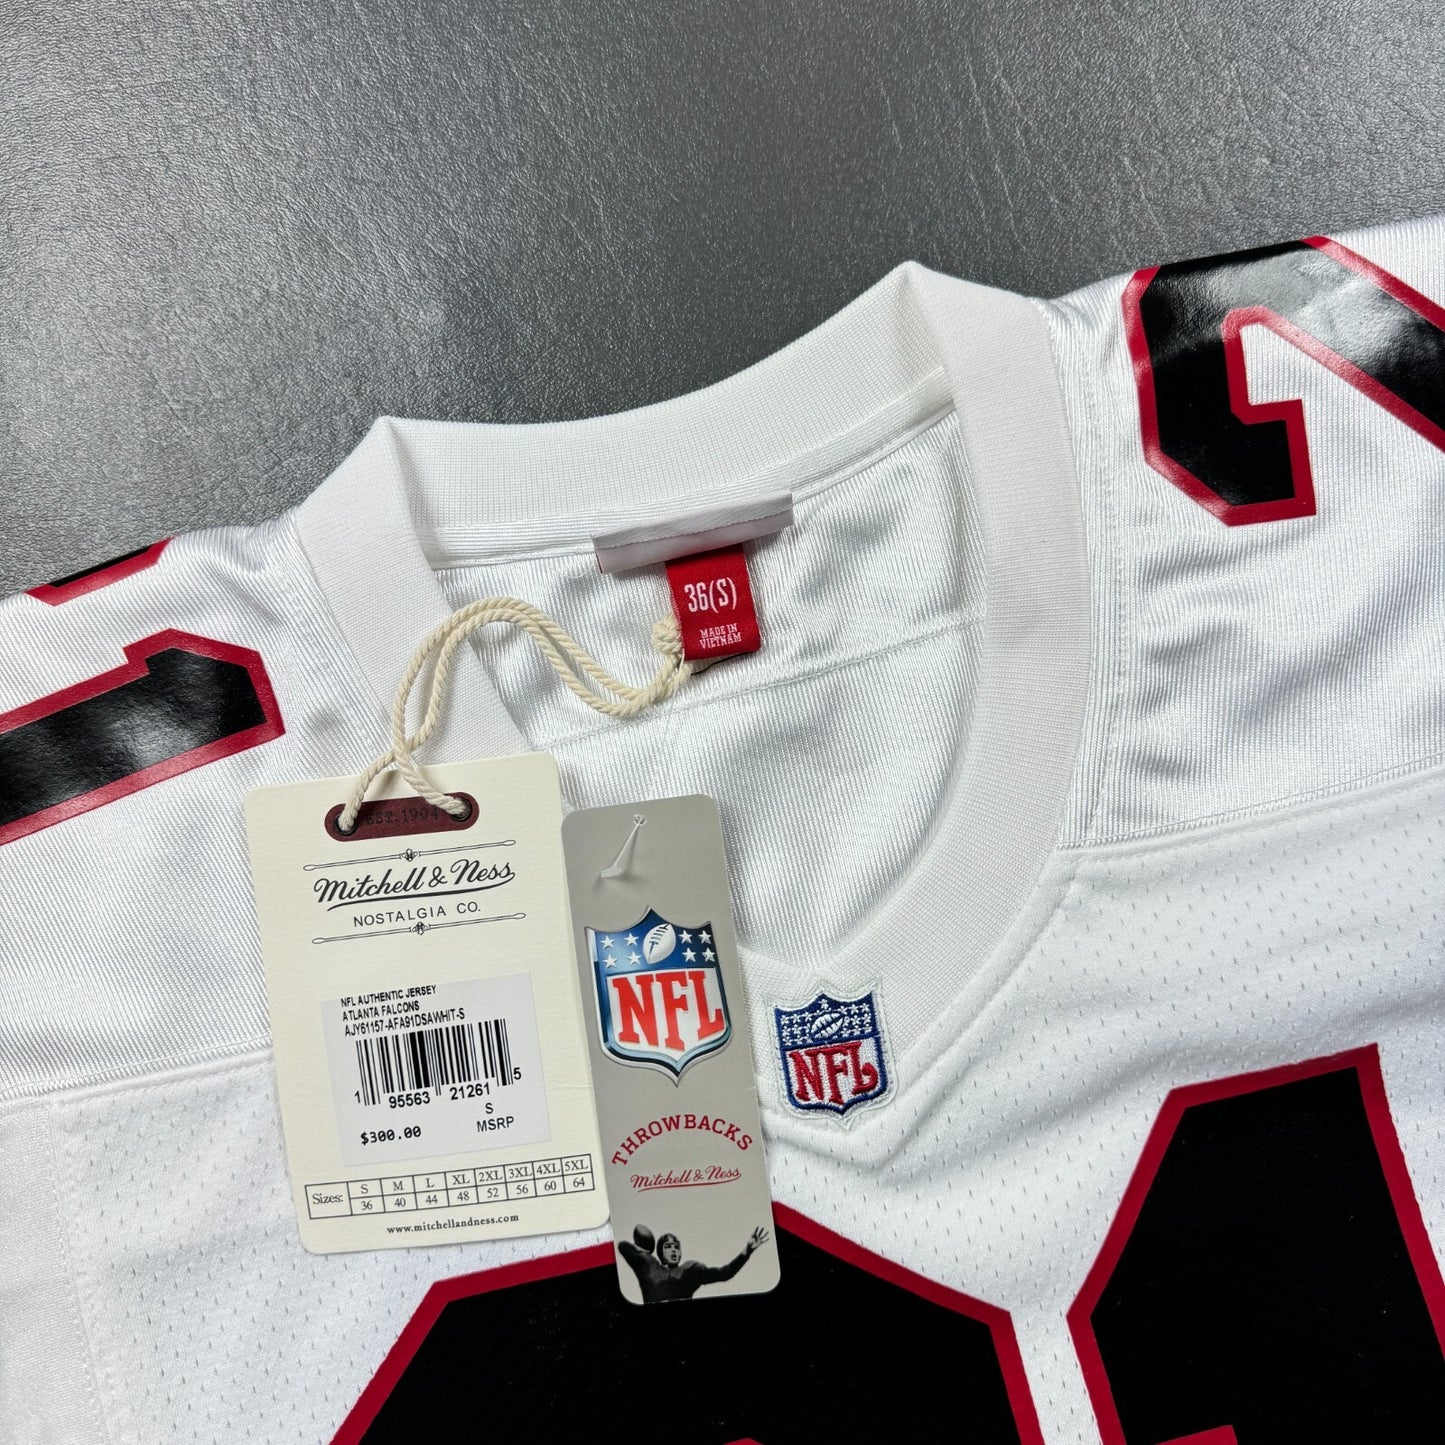 36(S)
MADE IN
VIETNAM
EST.1904
Mitchell & Ness
NOSTALGIA CO.
NFL AUTHENTIC JERSEY
ATLANTA FALCONS
AJY61157-AFA91DSAWHIT-S
1 95563 21261 5
S
$300.00 MSRP
Sizes: S M L XL 2XL 3XL 4XL 5XL
36 40 44 48 52 56 60 64
www.mitchellandness.com
NFL
THROWBACKS
Mitchell & Ness
NFL